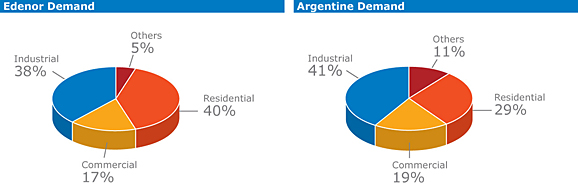 Edenor Demand
Others
5%
Industrial
38%
Residential
40%
Commercial
17%
Argentine Demand
Others
11%
Industrial
41%
Residential
29%
Commercial
19%